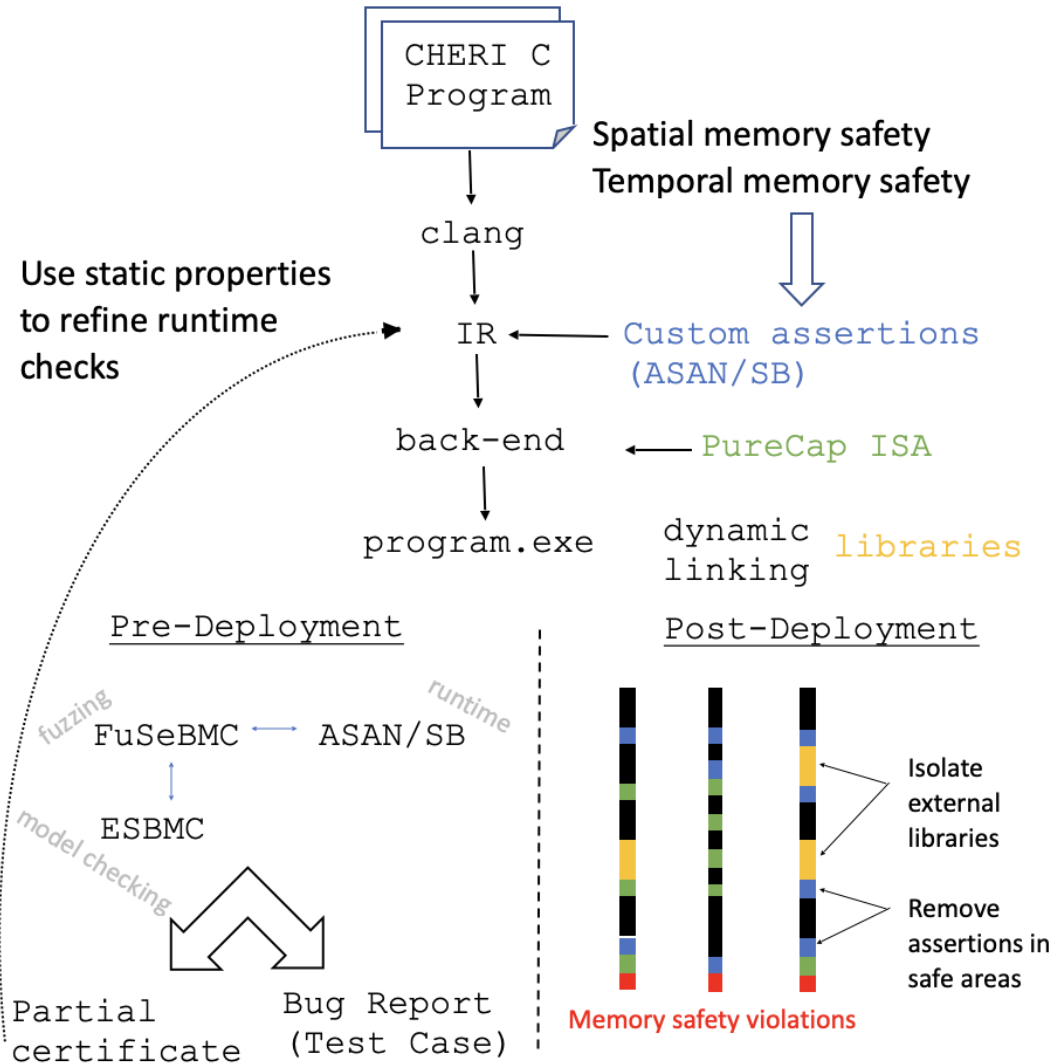 CHERI C
Program
Spatial memory safety
Temporal memory safety
clang
Use static properties
to refine runtime
checks
IR
Custom assertions
(ASAN/SB)
back-end
PureCap ISA
program.exe
dynamic
linking
libraries
Pre-Deployment
Post-Deployment
fuzzing
runtime
FuSeBMC
ASAN/SB
ESBMC
model checking
Isolate
external
libraries
Remove
assertions in
safe areas
Partial
certificate
Bug Report
(Test Case)
Memory safety violations